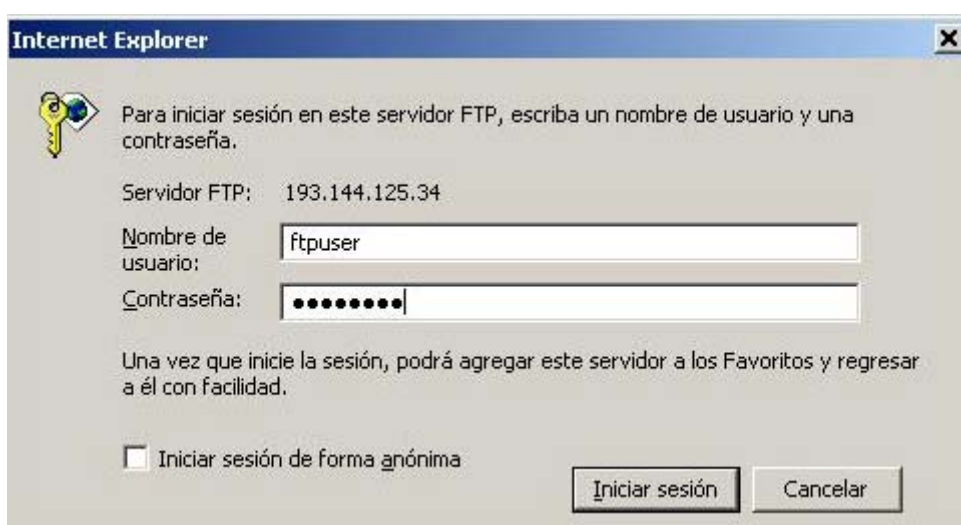 Internet Explorer
Para iniciar sesión en este servidor FTP, escriba un nombre de usuario y una
contraseña.
Servidor FTP: 193.144.125.34
Nombre de
usuario:
ftpuser
Contraseña: ●●●●●●●●
Una vez que inicie la sesión, podrá agregar este servidor a los Favoritos y regresar
a él con facilidad.
Iniciar sesión de forma anónima
Iniciar sesión Cancelar